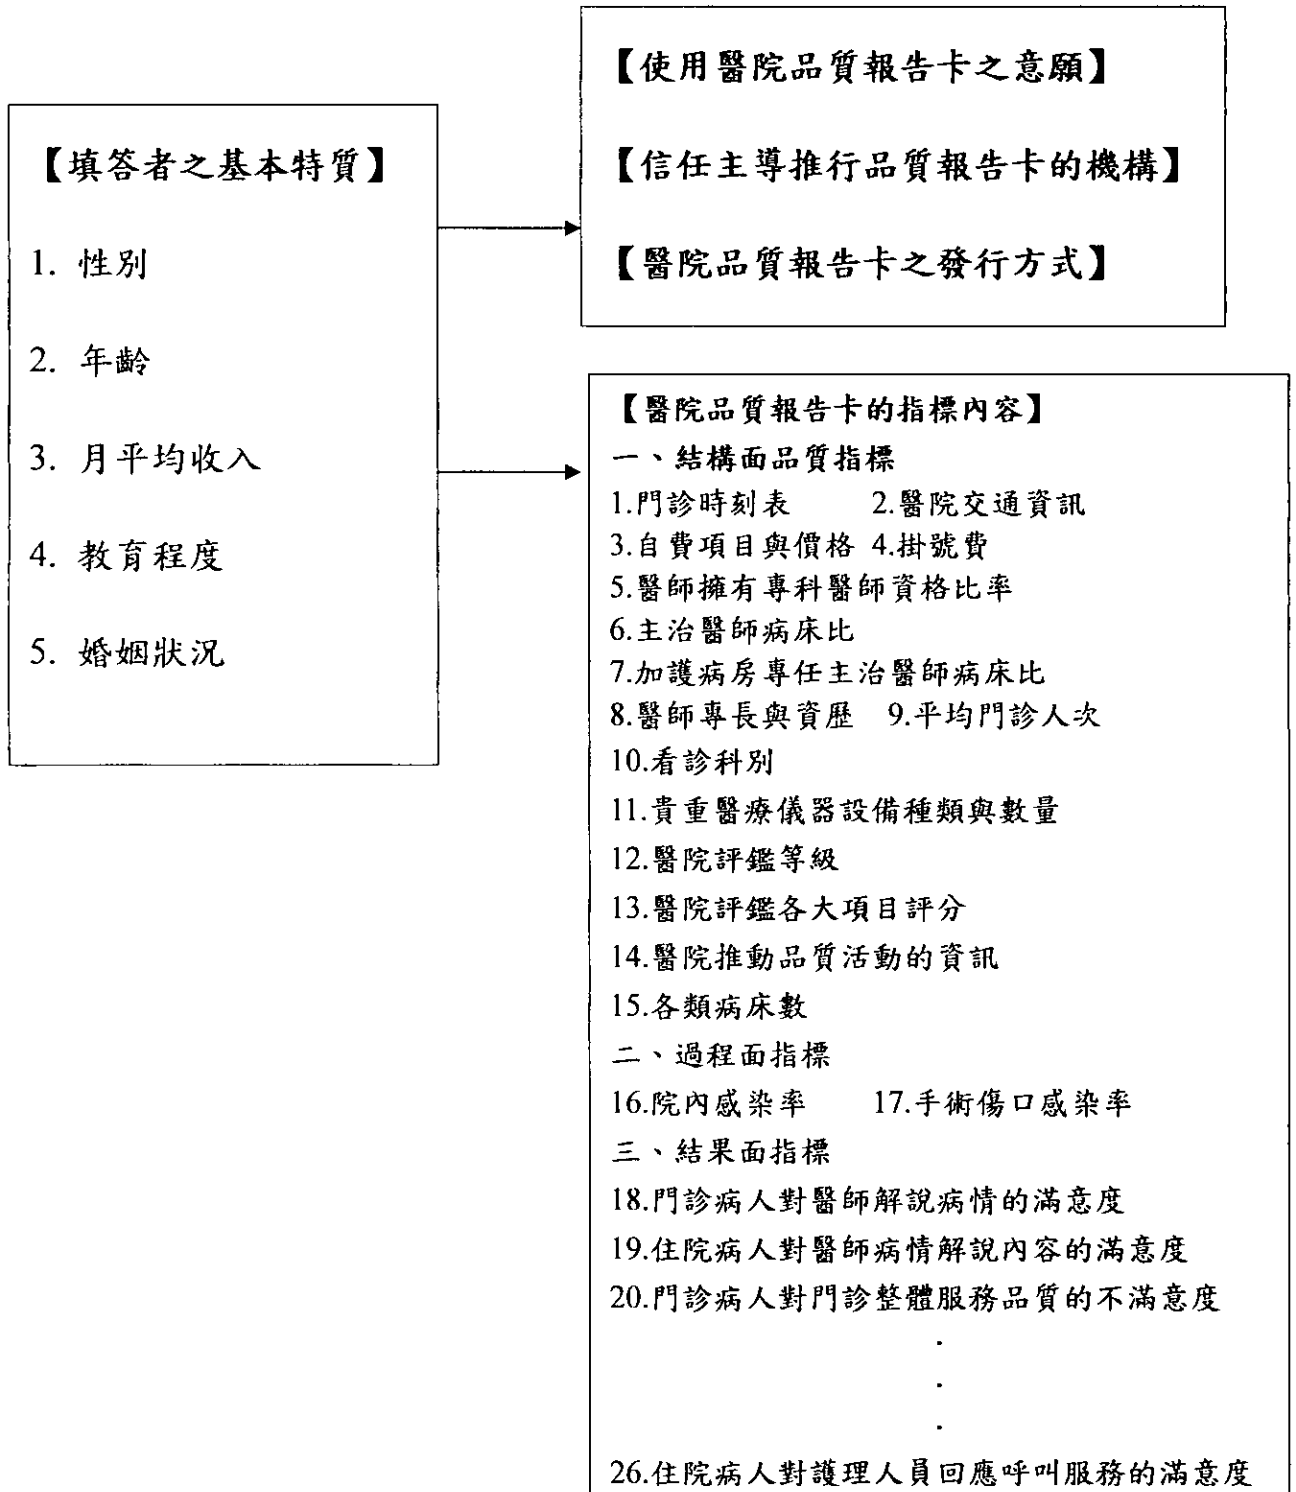 【填答者之基本特質】
1. 性別
2. 年齡
3. 月平均收入
4. 教育程度
5. 婚姻狀況
【使用醫院品質報告卡之意願】
【信任主導推行品質報告卡的機構】
【醫院品質報告卡之發行方式】
【醫院品質報告卡的指標內容】
一、結構面品質指標
1.門診時刻表 2.醫院交通資訊
3.自費項目與價格 4.掛號費
5.醫師擁有專科醫師資格比率
6.主治醫師病床比
7.加護病房專任主治醫師病床比
8.醫師專長與資歷 9.平均門診人次
10.看診科別
11.貴重醫療儀器設備種類與數量
12.醫院評鑑等級
13.醫院評鑑各大項目評分
14.醫院推動品質活動的資訊
15.各類病床數
二、過程面指標
16.院內感染率 17.手術傷口感染率
三、結果面指標
18.門診病人對醫師解說病情的滿意度
19.住院病人對醫師病情解說內容的滿意度
20.門診病人對門診整體服務品質的不滿意度
.
.
.
26.住院病人對護理人員回應呼叫服務的滿意度